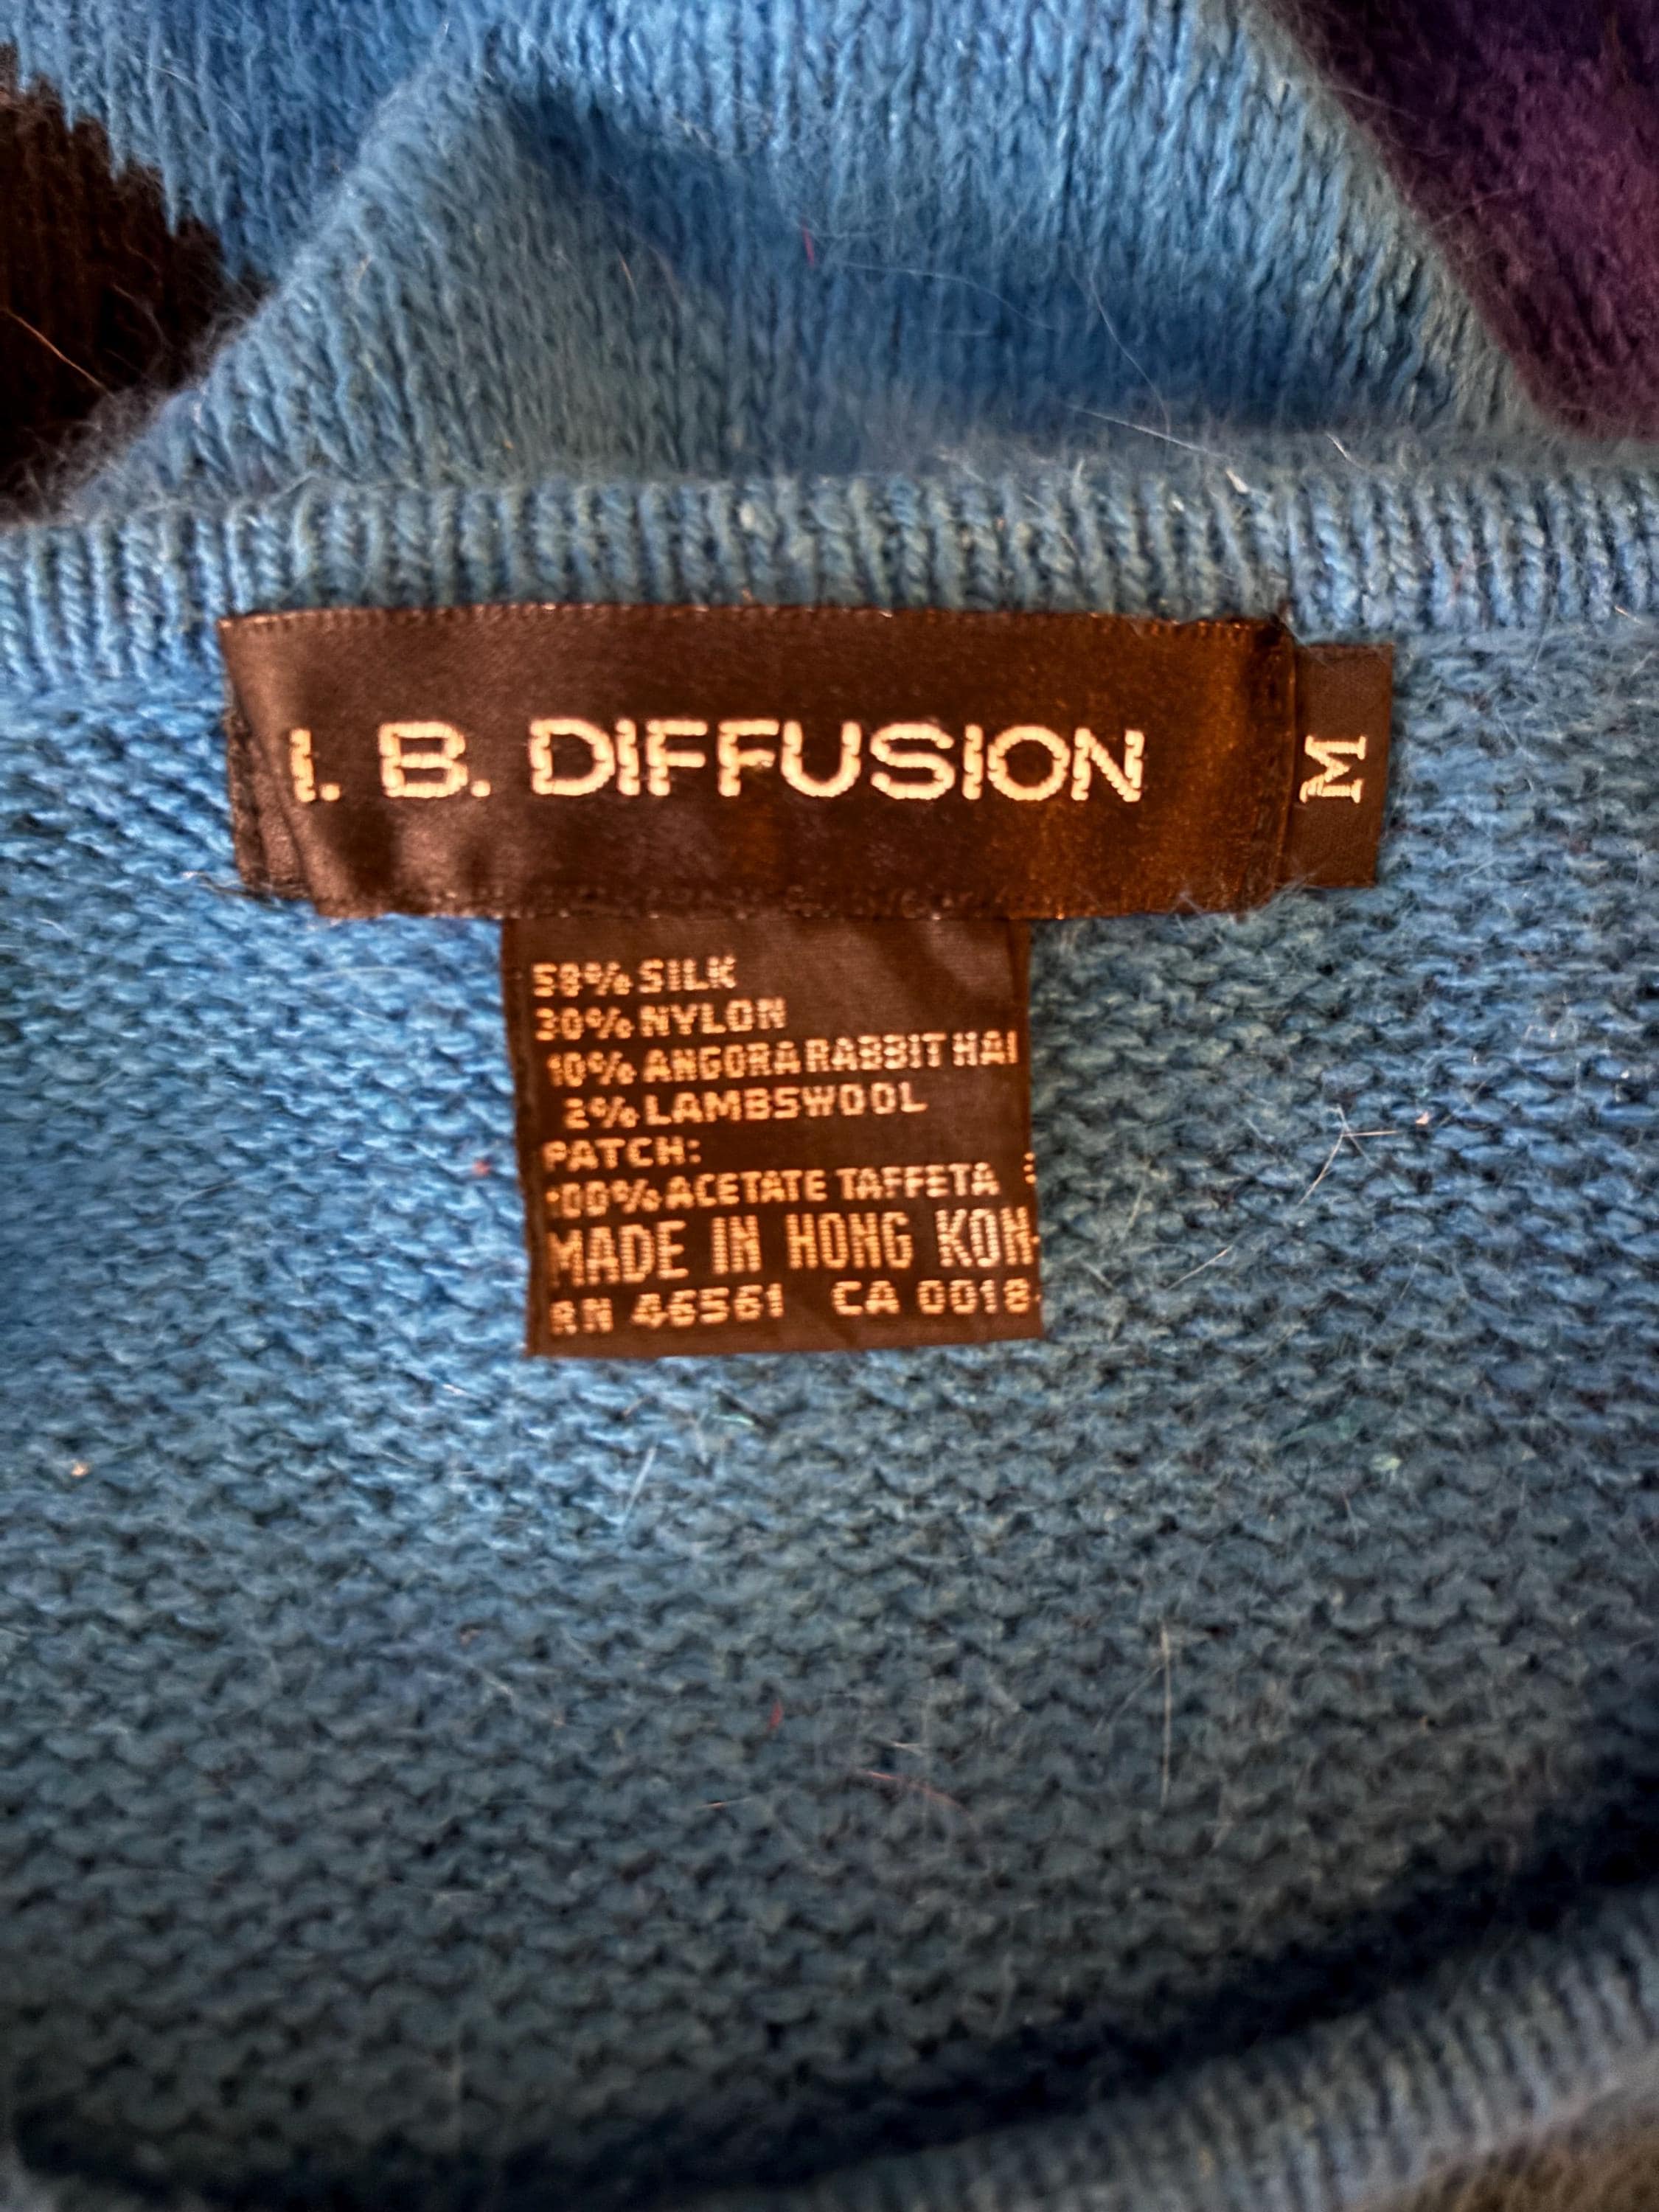 I. B. DIFFUSION
M
58% SILK
30% NYLON
10% ANGORA RABBIT HAI
2% LAMBSWOOL
PATCH:
100% ACETATE TAFFETA
MADE IN HONG KON
RN 46561 CA 0018